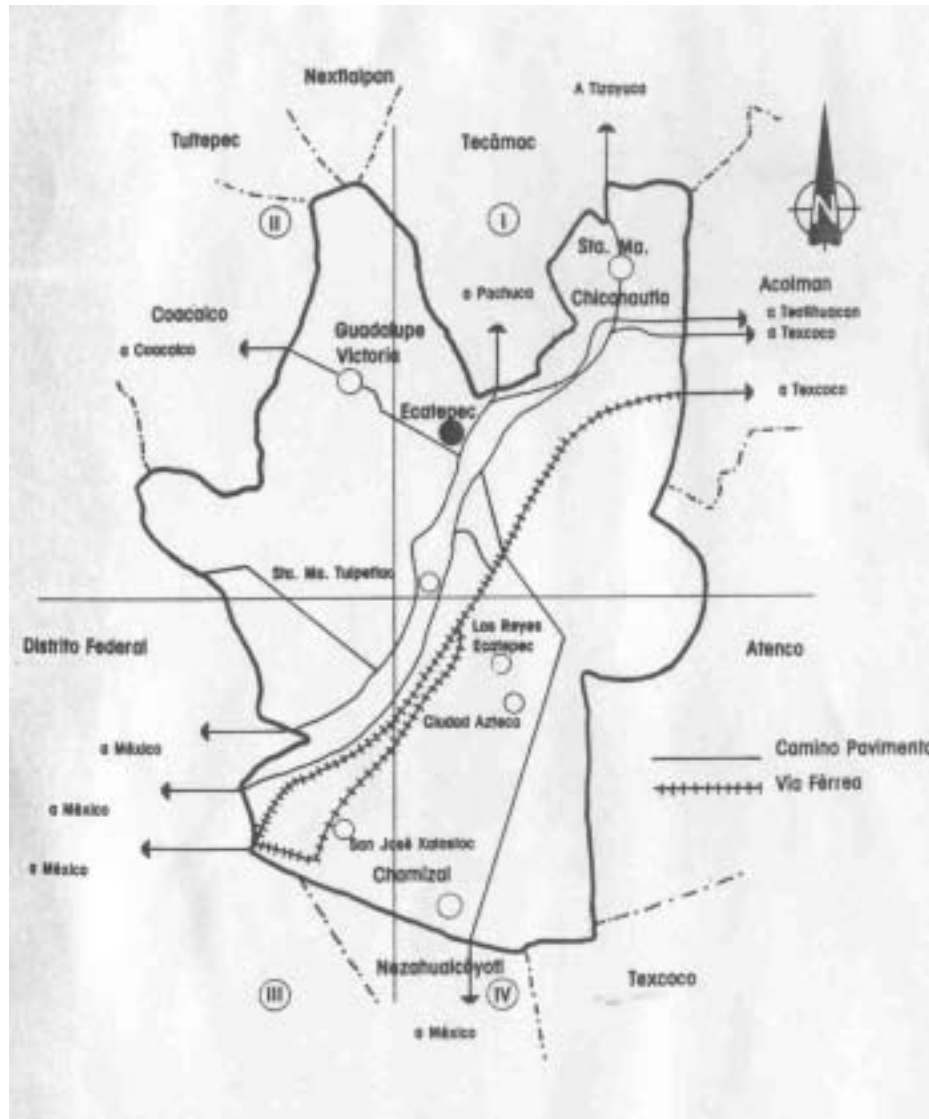 Nextlalpan
A Tizayuca
Tultepec
Tecámac
II
I
N
Sta. Ma.
Chiconautla
a Pachuca
Acolman
a Teotihuacan
a Texcoco
Coacalco
a Coacalco
Guadalupe
Victoria
a Texcoco
Ecatepec
Sta. Ma. Tulpetlac
Distrito Federal
Los Reyes
Ecatepec
Atenco
Ciudad Azteca
a México
Camino Pavimento
Vía Férrea
a México
San José Xalostoc
a México
Chamizal
Nezahualcóyotl
III
IV
Texcoco
a México